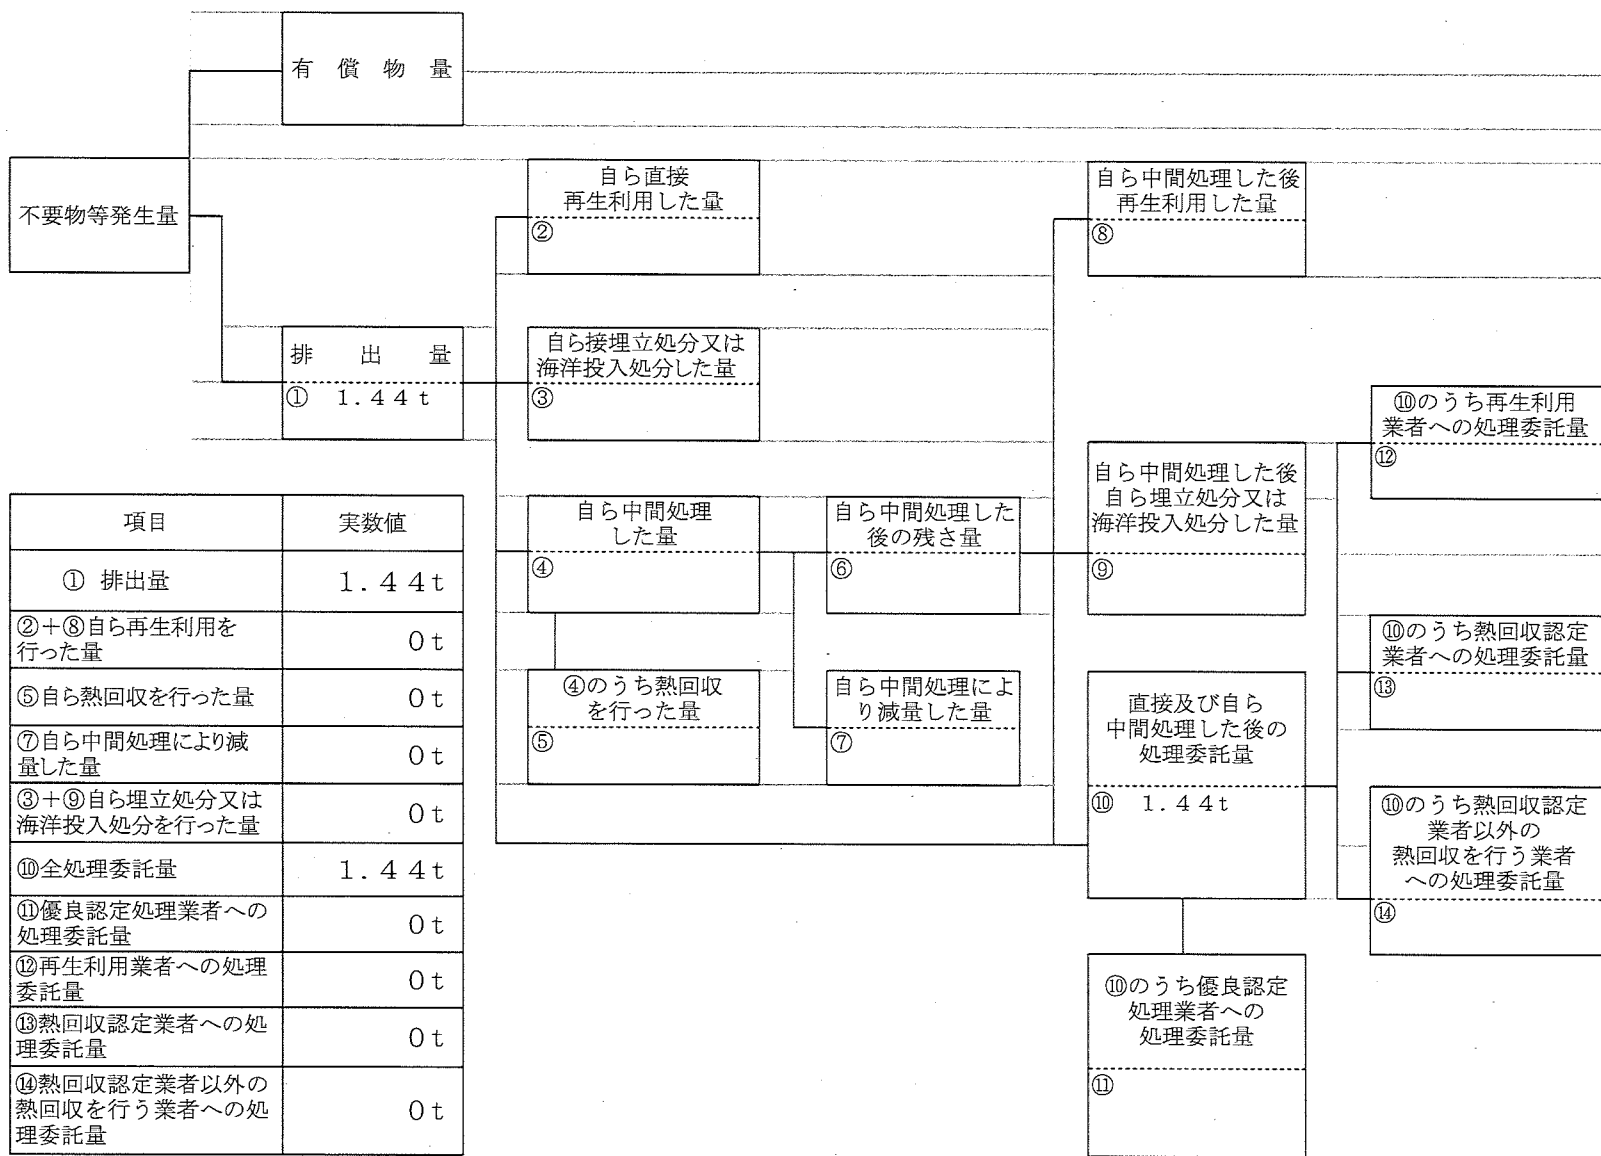 有償物量
不要物等発生量
自ら直接
再生利用した量
②
自ら中間処理した後
再生利用した量
⑧
排出量
① 1.44t
自ら接埋立処分又は
海洋投入処分した量
③
⑩のうち再生利用
業者への処理委託量
⑫
自ら中間処理した後
自ら埋立処分又は
海洋投入処分した量
⑨
自ら中間処理
した量
④
自ら中間処理した
後の残さ量
⑥
⑩のうち熱回収認定
業者への処理委託量
⑬
④のうち熱回収
を行った量
⑤
自ら中間処理によ
り減量した量
⑦
直接及び自ら
中間処理した後の
処理委託量
⑩ 1.44t
⑩のうち熱回収認定
業者以外の
熱回収を行う業者
への処理委託量
⑭
⑩のうち優良認定
処理業者への
処理委託量
⑪
項目 実数値
① 排出量 1.44t
②+⑧自ら再生利用を
行った量 0t
⑤自ら熱回収を行った量 0t
⑦自ら中間処理により減
量した量 0t
③+⑨自ら埋立処分又は
海洋投入処分を行った量 0t
⑩全処理委託量 1.44t
⑪優良認定処理業者への
処理委託量 0t
⑫再生利用業者への処理
委託量 0t
⑬熱回収認定業者への処
理委託量 0t
⑭熱回収認定業者以外の
熱回収を行う業者への処
理委託量 0t